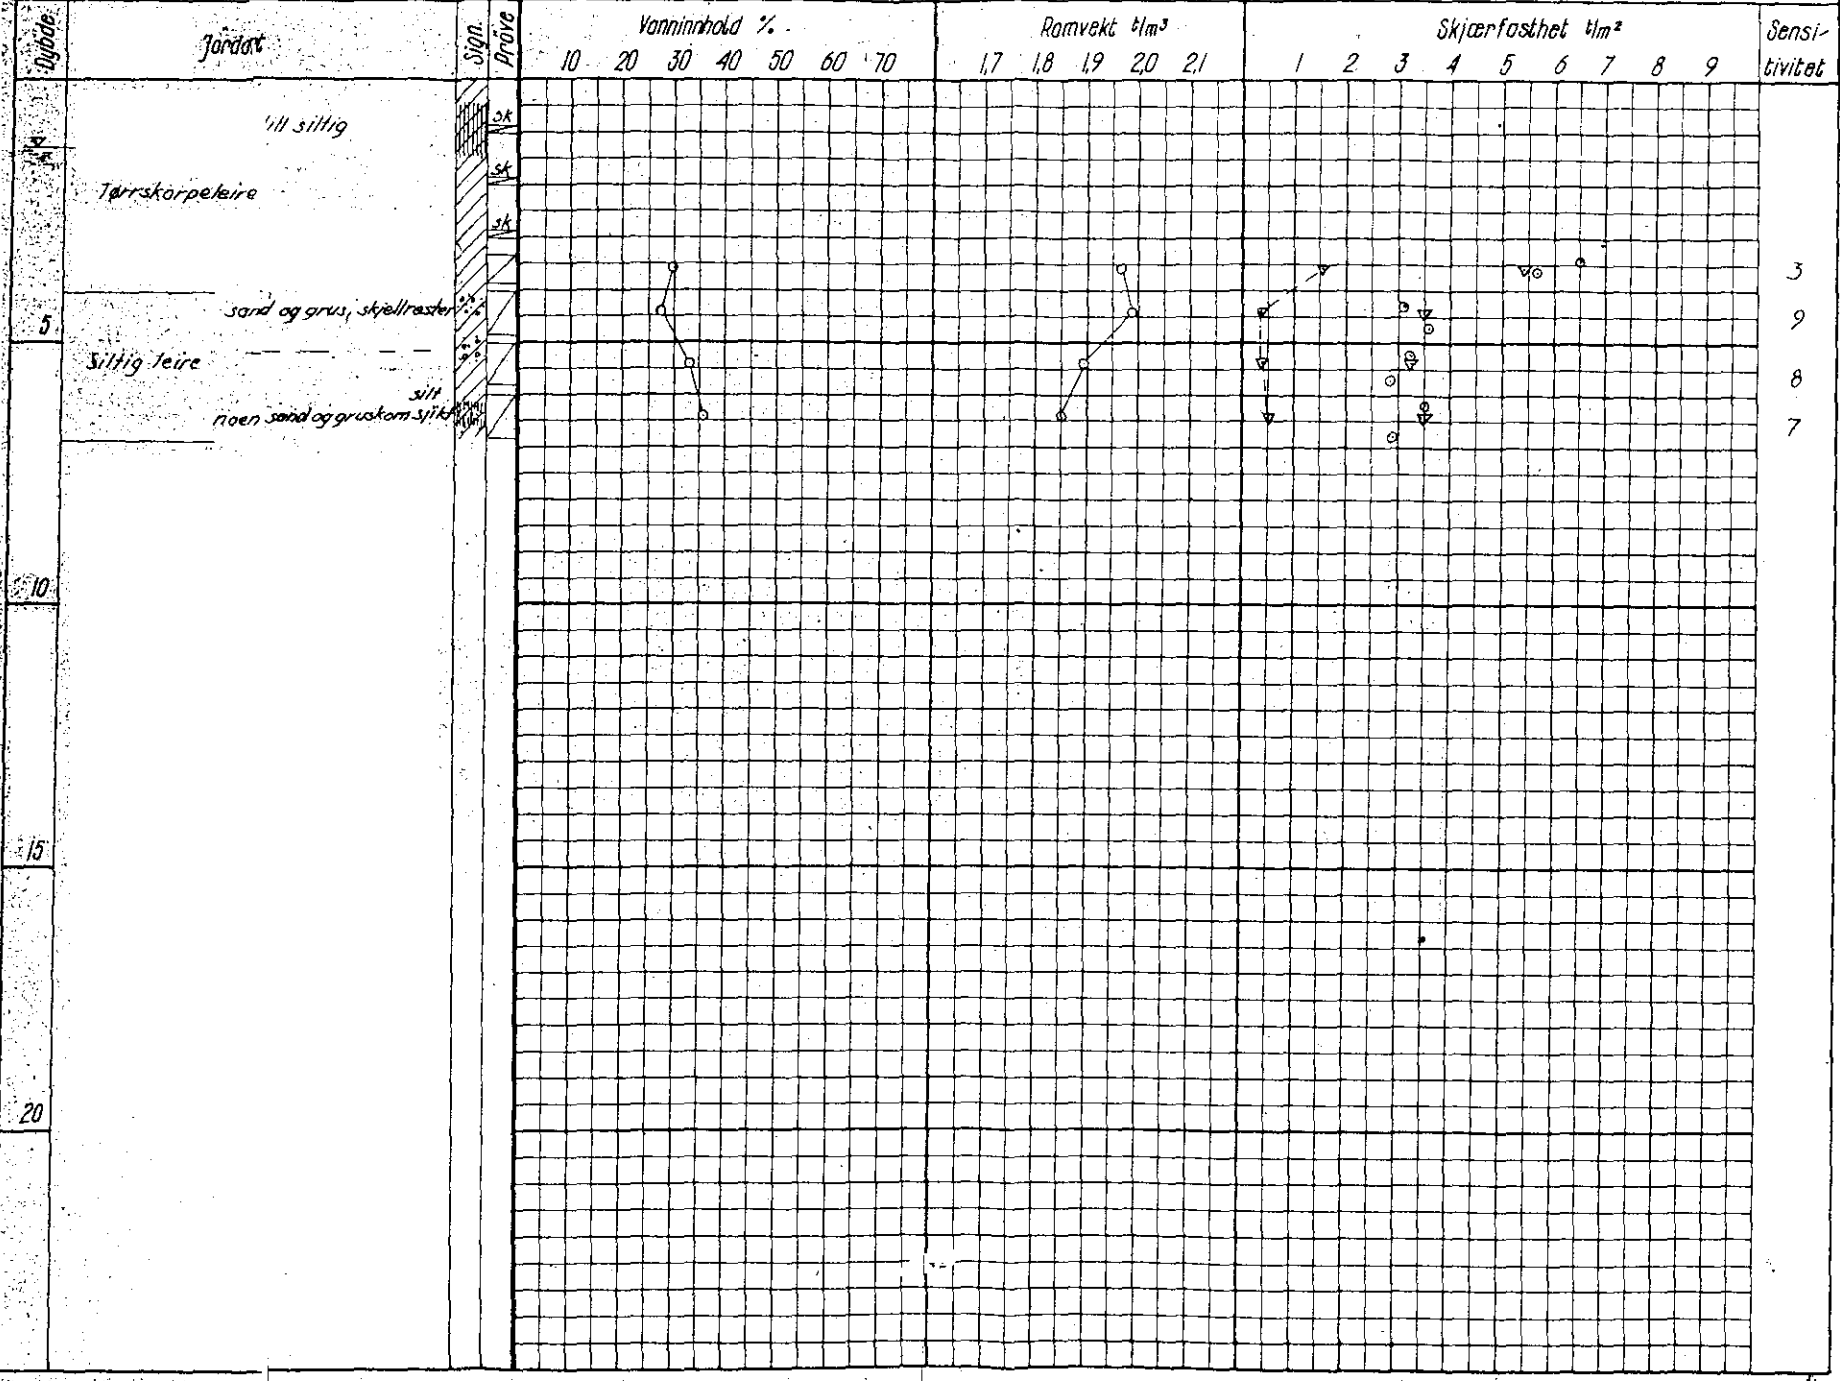 Dybde
Jordart
Sign.
Prøve
Vanninnhold %
10 20 30 40 50 60 70
Romvekt t/m³
1,7 1,8 1,9 2,0 2,1
Skjærfasthet t/m²
1 2 3 4 5 6 7 8 9
Sensi-
tivitet
siltig
sk
sk
Tørrskorpeleire
sk
3
sand og grus, skjellrester
9
5
Siltig leire
8
silt
noen sand og gruskorn
7
10
15
20